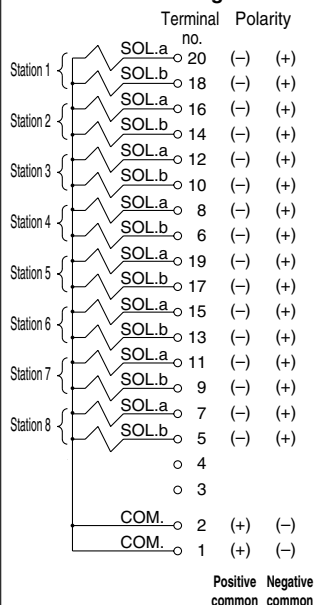 Terminal Polarity
no.
SOL.a 20 (–) (+)
Station 1
SOL.b 18 (–) (+)
SOL.a 16 (–) (+)
Station 2
SOL.b 14 (–) (+)
SOL.a 12 (–) (+)
Station 3
SOL.b 10 (–) (+)
SOL.a 8 (–) (+)
Station 4
SOL.b 6 (–) (+)
SOL.a 19 (–) (+)
Station 5
SOL.b 17 (–) (+)
SOL.a 15 (–) (+)
Station 6
SOL.b 13 (–) (+)
SOL.a 11 (–) (+)
Station 7
SOL.b 9 (–) (+)
SOL.a 7 (–) (+)
Station 8
SOL.b 5 (–) (+)
4
3
COM. 2 (+) (–)
COM. 1 (+) (–)
Positive Negative
common common